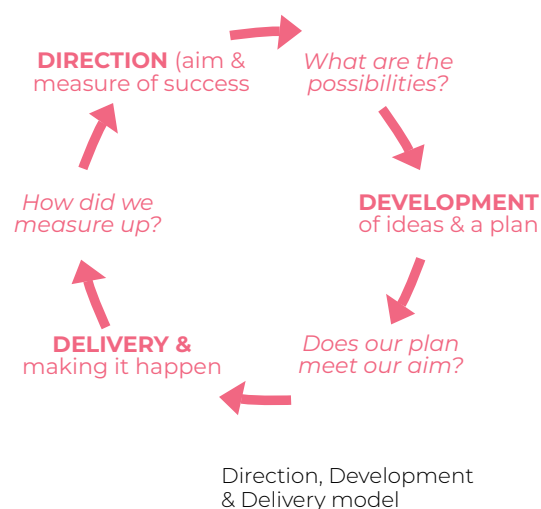 DIRECTION (aim &
measure of success
What are the
possibilities?
DEVELOPMENT
of ideas & a plan
Does our plan
meet our aim?
DELIVERY &
making it happen
How did we
measure up?
Direction, Development
& Delivery model